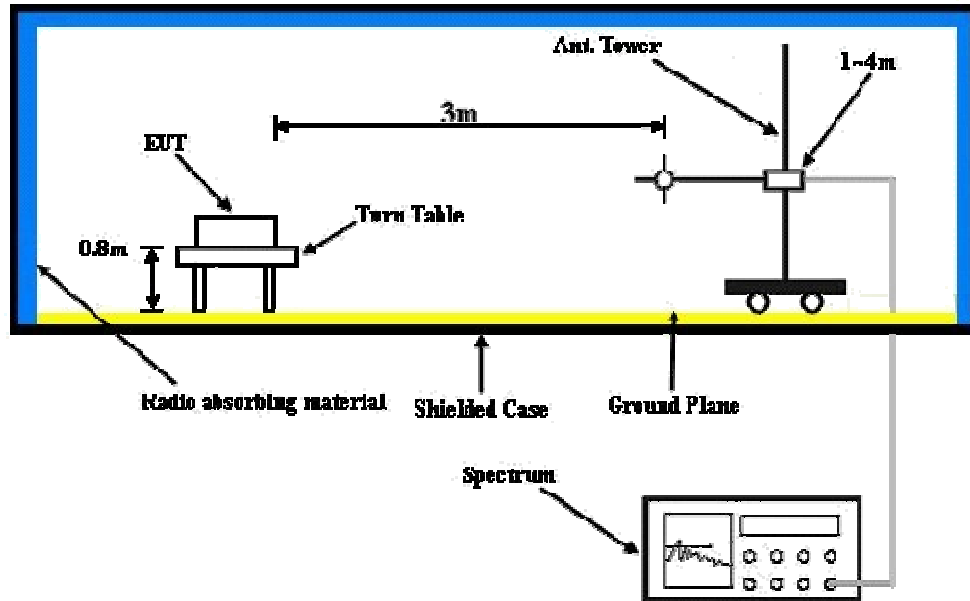 Ant. Tower
1~4m
3m
EUT
Turn Table
0.8m
Radio absorbing material
Shielded Case
Ground Plane
Spectrum